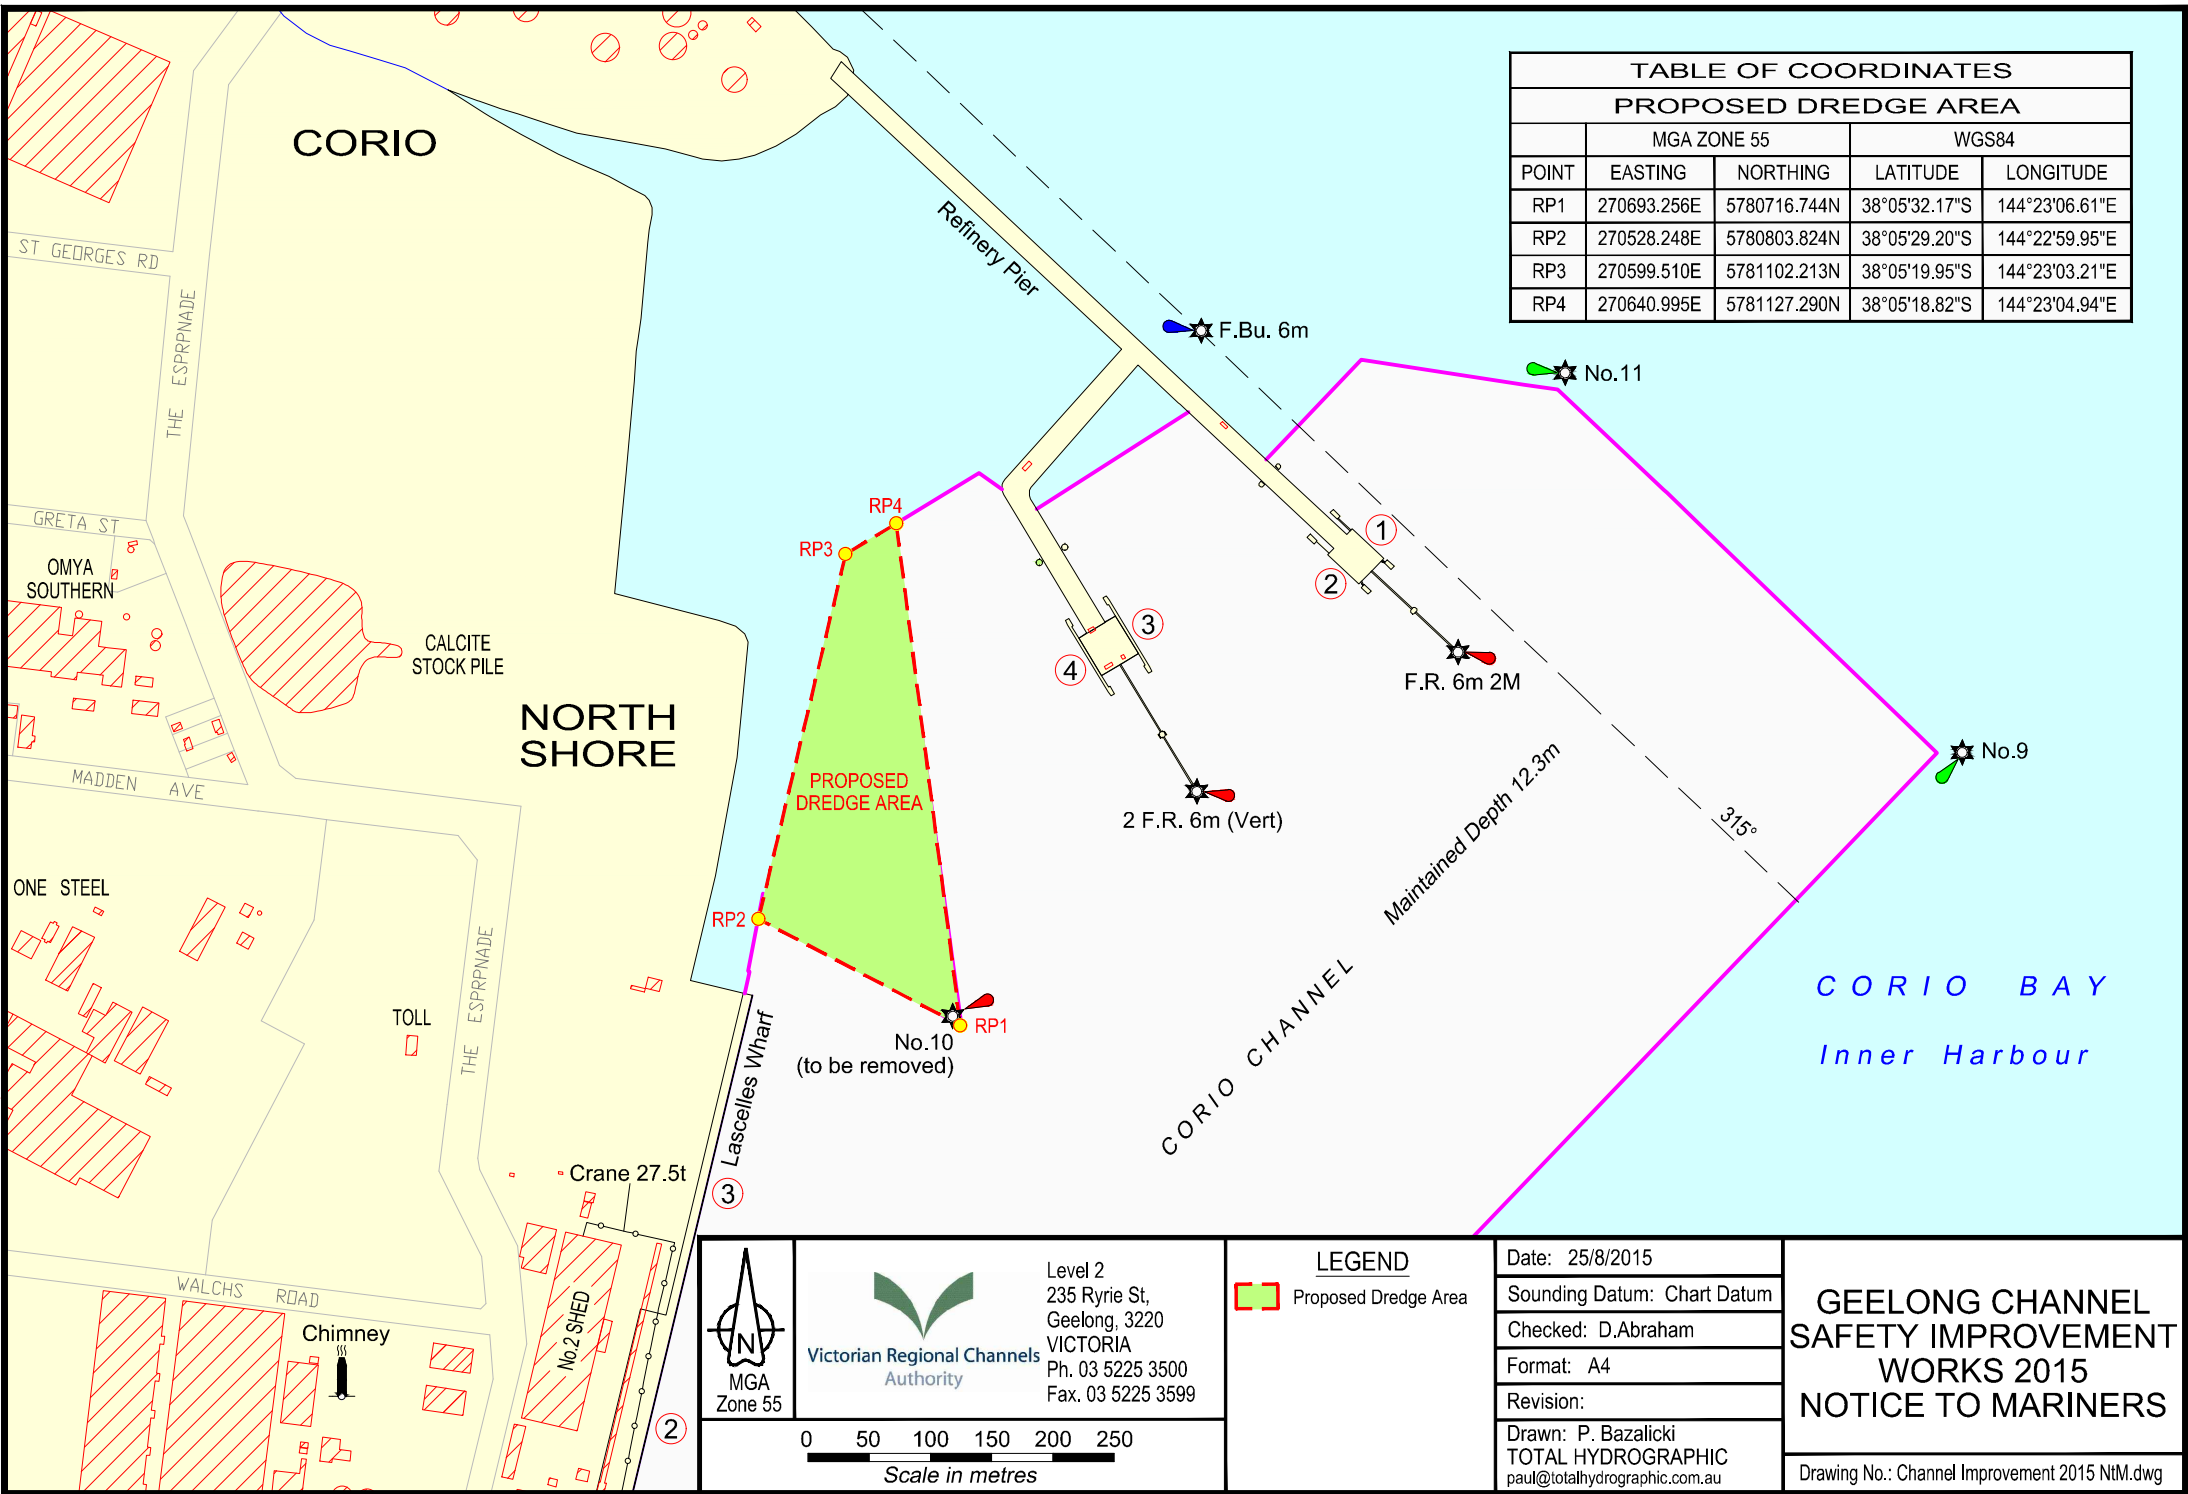 TABLE OF COORDINATES
PROPOSED DREDGE AREA
MGA ZONE 55 WGS84
POINT EASTING NORTHING LATITUDE LONGITUDE
RP1 270693.256E 5780716.744N 38°05'32.17"S 144°23'06.61"E
RP2 270528.248E 5780803.824N 38°05'29.20"S 144°22'59.95"E
RP3 270599.510E 5781102.213N 38°05'19.95"S 144°23'03.21"E
RP4 270640.995E 5781127.290N 38°05'18.82"S 144°23'04.94"E
CORIO
ST GEORGES RD
THE ESPRPNADE
Refinery Pier
F.Bu. 6m
No.11
GRETA ST
OMYA
SOUTHERN
CALCITE
STOCK PILE
NORTH
SHORE
MADDEN AVE
RP4
RP3
1
2
3
4
F.R. 6m 2M
2 F.R. 6m (Vert)
No.9
PROPOSED
DREDGE AREA
Maintained Depth 12.3m
315°
ONE STEEL
RP2
THE ESPRPNADE
TOLL
RP1
No.10
(to be removed)
Lascelles Wharf
CORIO CHANNEL
CORIO BAY
Inner Harbour
Crane 27.5t
3
WALCHS ROAD
Chimney
No.2 SHED
2
N
MGA
Zone 55
Victorian Regional Channels
Authority
Level 2
235 Ryrie St,
Geelong, 3220
VICTORIA
Ph. 03 5225 3500
Fax. 03 5225 3599
0 50 100 150 200 250
Scale in metres
LEGEND
Proposed Dredge Area
Date: 25/8/2015
Sounding Datum: Chart Datum
Checked: D.Abraham
Format: A4
Revision:
Drawn: P. Bazalicki
TOTAL HYDROGRAPHIC
paul@totalhydrographic.com.au
GEELONG CHANNEL
SAFETY IMPROVEMENT
WORKS 2015
NOTICE TO MARINERS
Drawing No.: Channel Improvement 2015 NtM.dwg